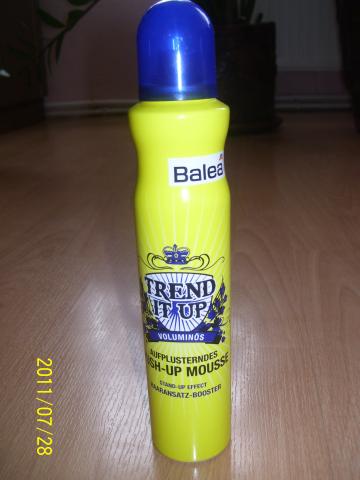 Balea
TREND
IT UP
VOLUMINÖS
AUFPLUSTERNDES
SH-UP MOUSSE
STAND-UP EFFECT
AARANSATZ-BOOSTER
2011/07/28